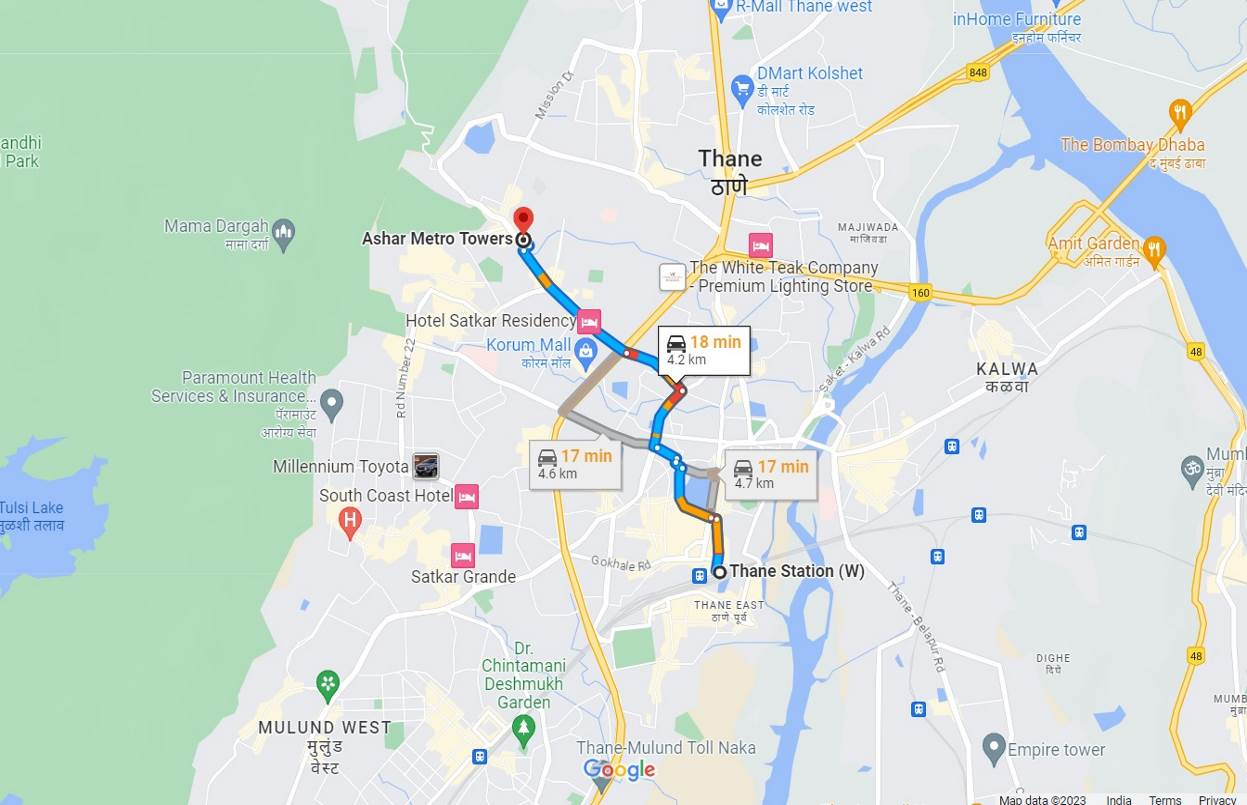 R-Mall Thane west
inHome Furniture
इनहोम फर्निचर
848
DMart Kolshet
डी मार्ट
कोलशेत रोड
Mission D
andhi
Park
The Bombay Dhaba
द मुंबई ढाबा
Thane
ठाणे
Mama Dargah
मामा दर्गा
MAJIWADA
माजिवडा
Ashar Metro Towers
Amit Garden
अमित गार्डन
The White Teak Company
- Premium Lighting Store
160
Hotel Satkar Residency
Korum Mall
कोरम मॉल
18 min
4.2 km
Saket - Kalwa Rd
48
KALWA
कळवा
Rd Number 22
Paramount Health
Services & Insurance...
पॅरामाउंट
आरोग्य सेवा
17 min
4.6 km
17 min
4.7 km
Millennium Toyota
Mumb
मुंब्रा
देवी मंदिर
South Coast Hotel
H
Tulsi Lake
तुळशी तलाव
Satkar Grande
Gokhale Rd
Thane Station (W)
THANE EAST
ठाणे पूर्व
Thane - Belapur Rd
Dr.
Chintamani
Deshmukh
Garden
DIGHE
दिघे
48
MULUND WEST
मुलुंड
वेस्ट
MUMB
मुंब्रा
Thane-Mulund Toll Naka
Empire tower
Google
Map data ©2023 India Terms Privacy